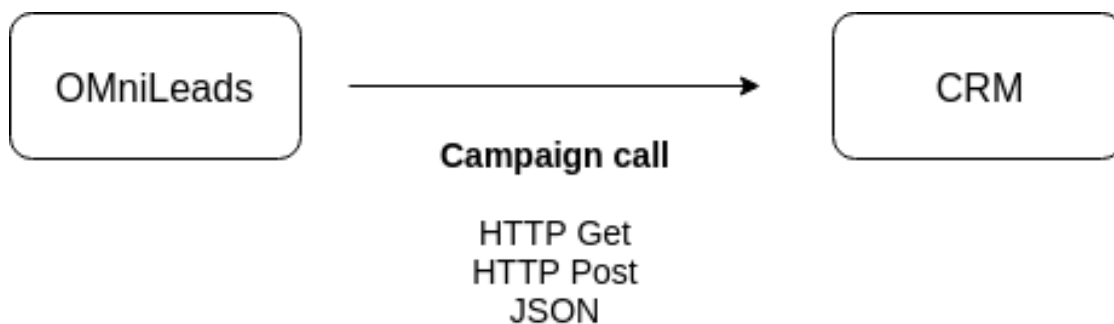 OMniLeads
CRM
Campaign call
HTTP Get
HTTP Post
JSON